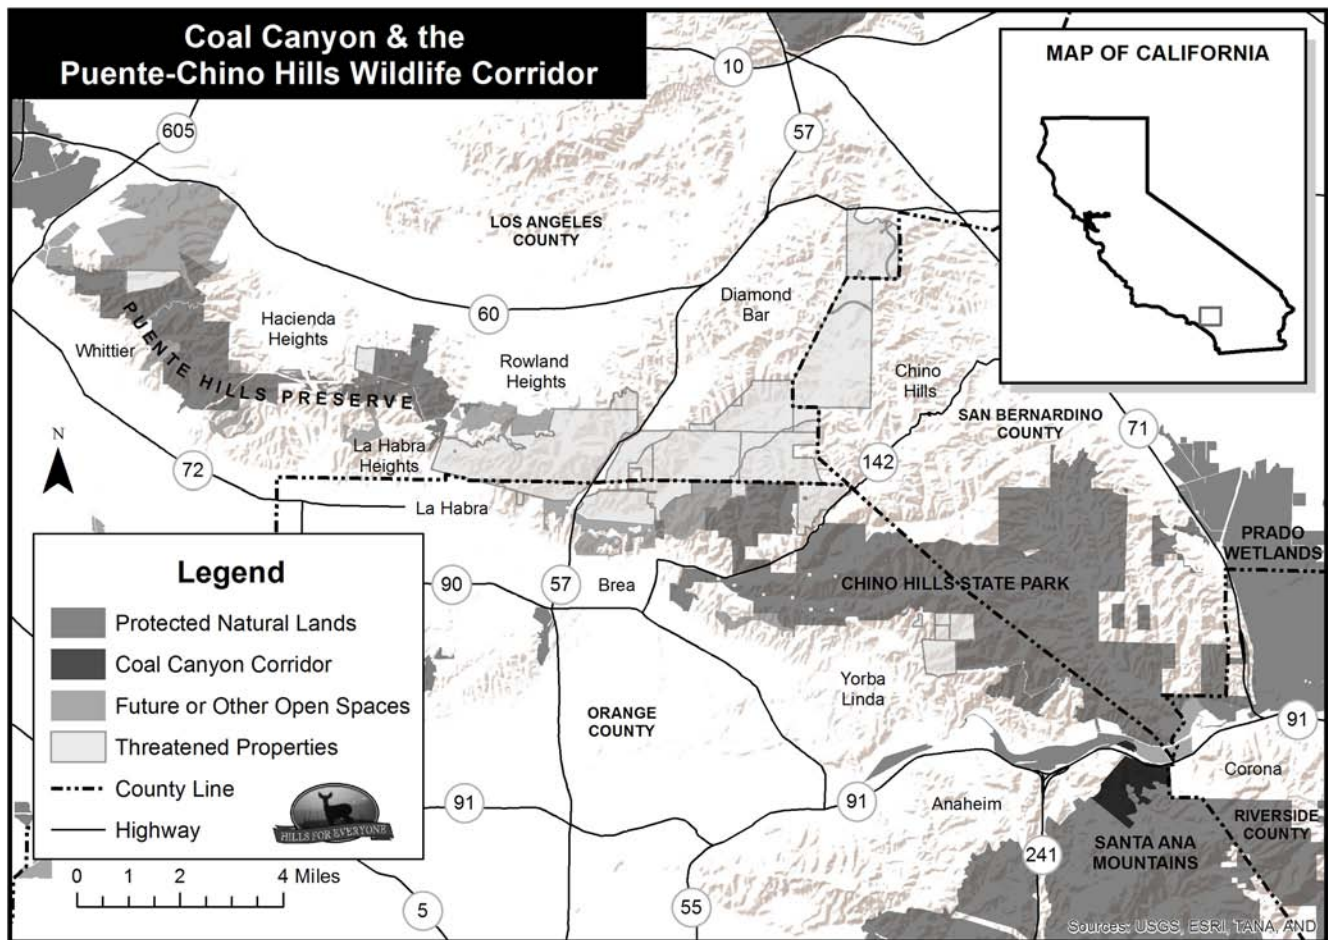 Coal Canyon & the
Puente-Chino Hills Wildlife Corridor
MAP OF CALIFORNIA
10
605
57
LOS ANGELES
COUNTY
60
Diamond
Bar
Hacienda
Heights
Whittier
Rowland
Heights
Chino
Hills
PUENTE HILLS PRESERVE
SAN BERNARDINO
COUNTY
71
N
La Habra
Heights
142
72
La Habra
PRADO
WETLANDS
Legend
Protected Natural Lands
Coal Canyon Corridor
Future or Other Open Spaces
Threatened Properties
County Line
Highway
HILLS FOR EVERYONE
90
57
Brea
CHINO HILLS STATE PARK
Yorba
Linda
ORANGE
COUNTY
91
Corona
91
91
Anaheim
RIVERSIDE
COUNTY
SANTA ANA
MOUNTAINS
241
0 1 2 4 Miles
5
55
Sources: USGS, ESRI, TANA, AND